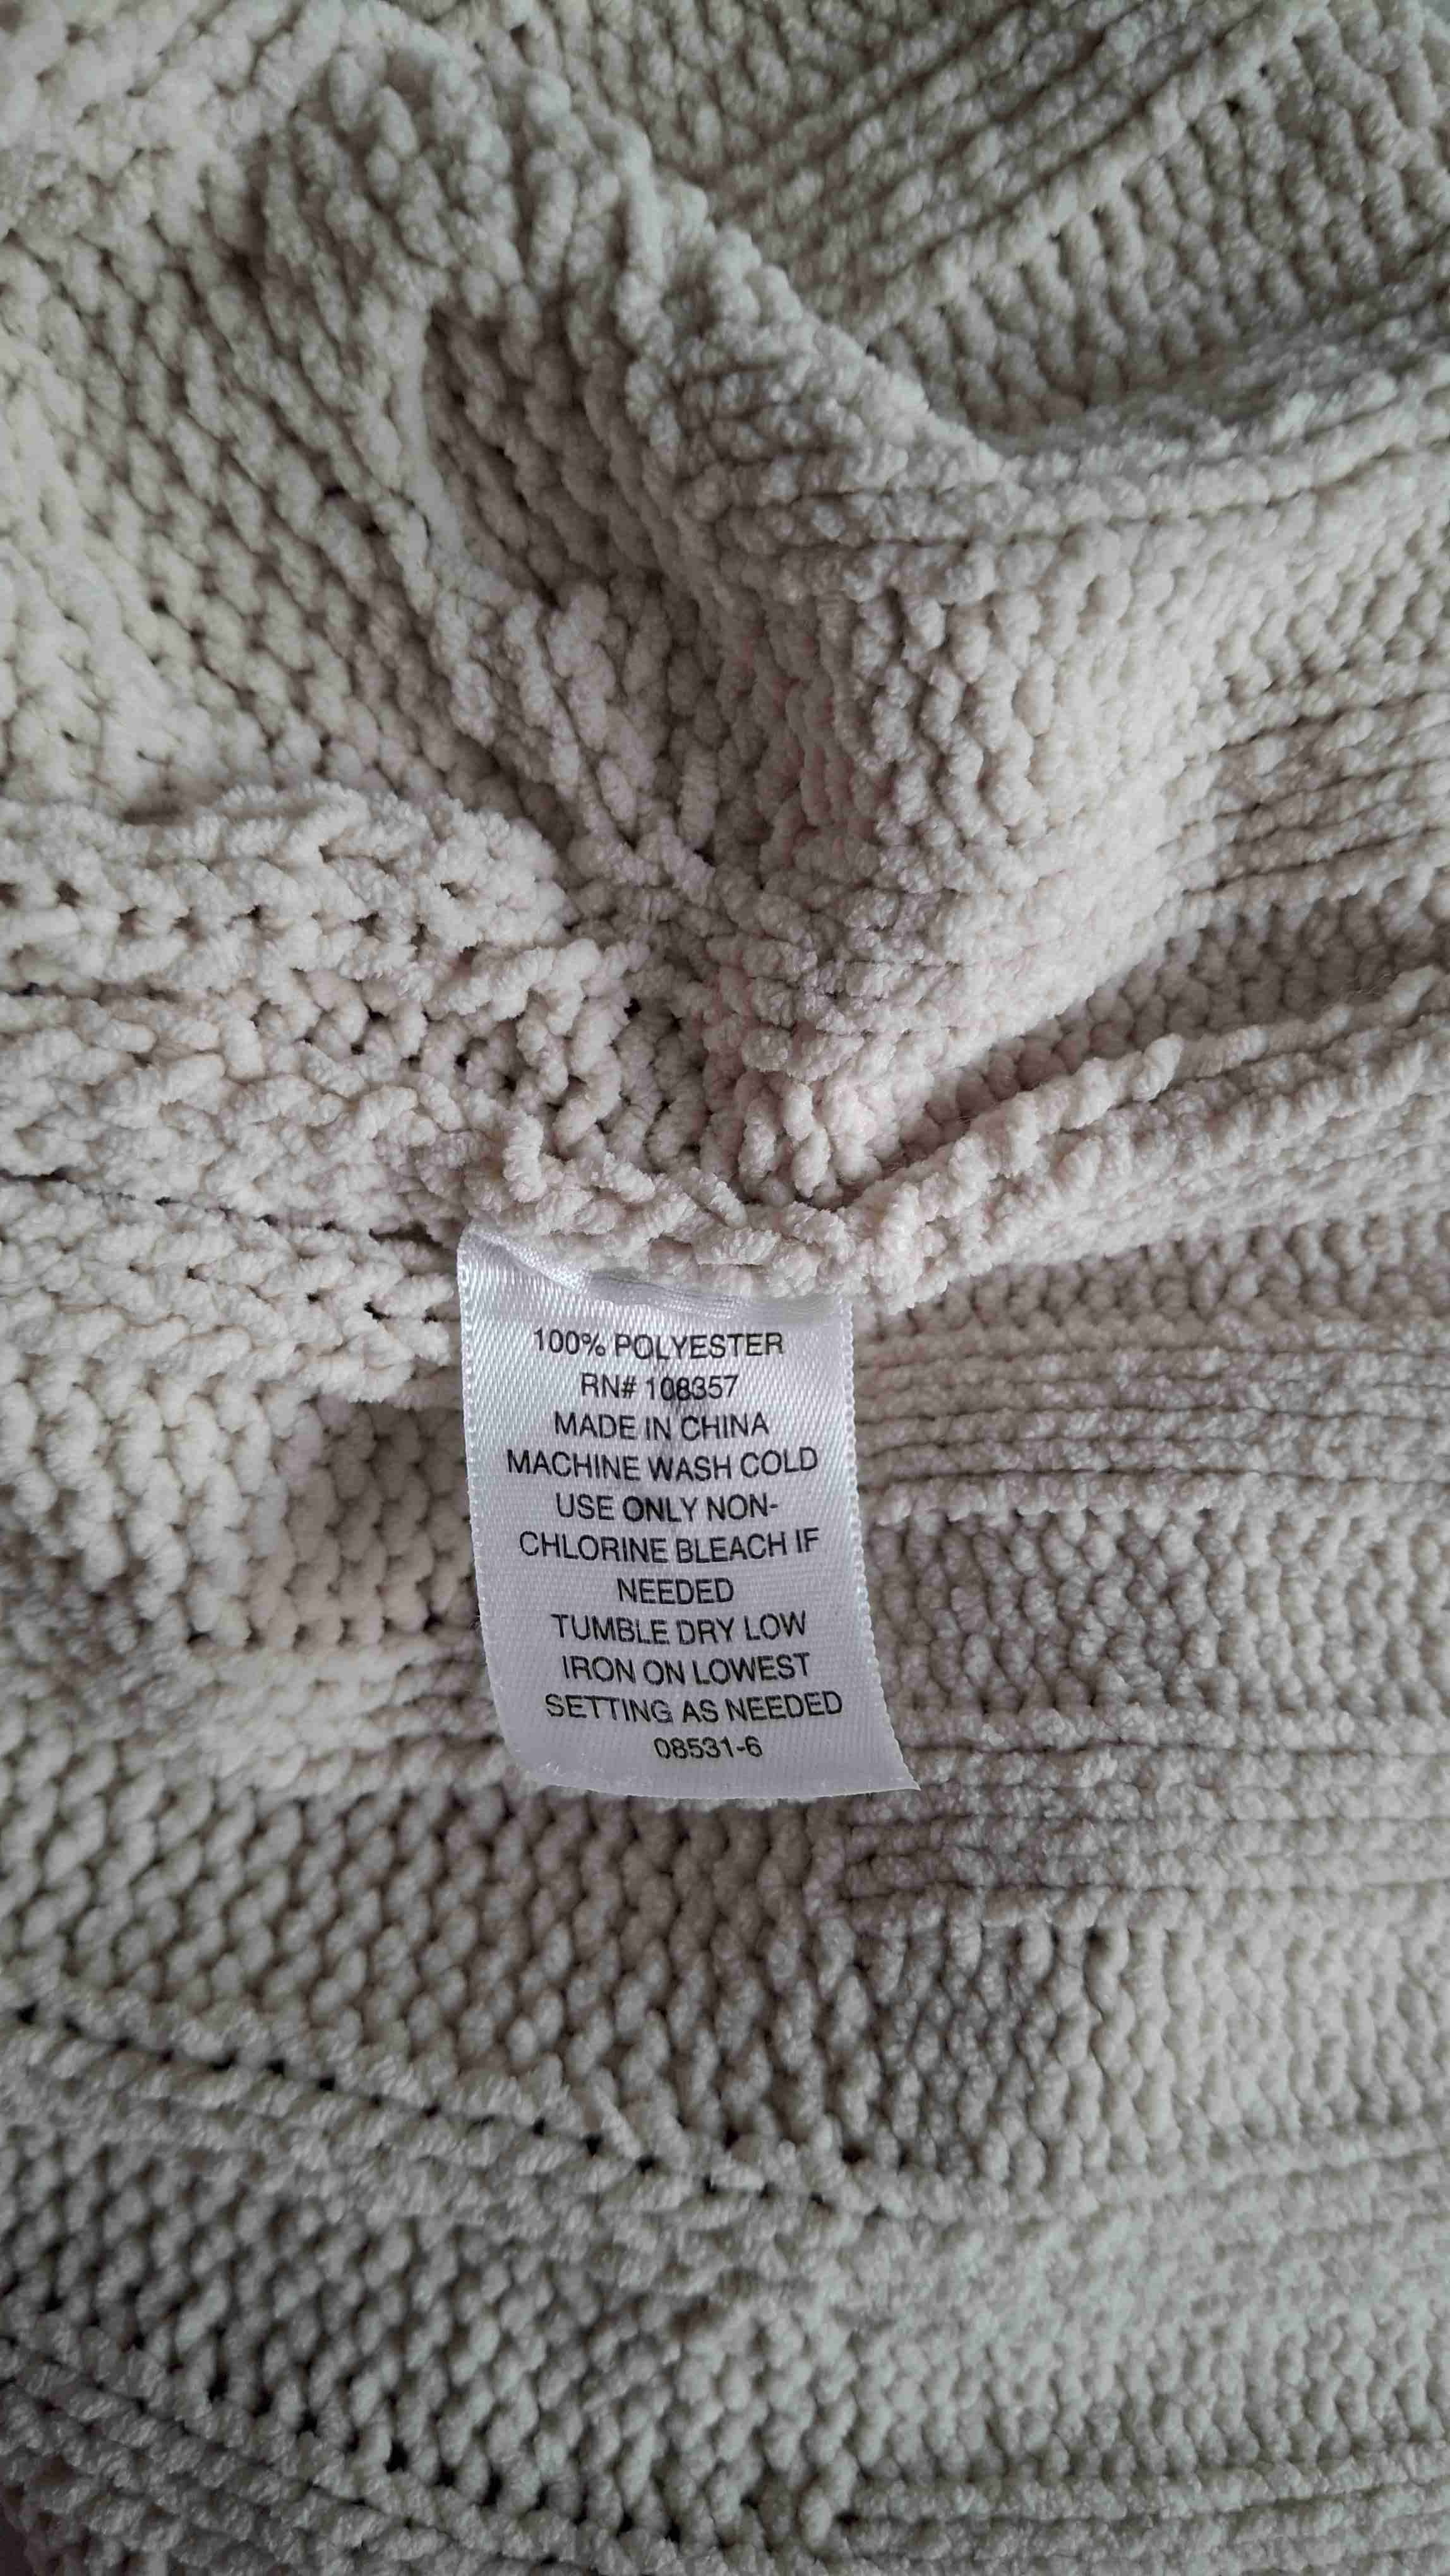 100% POLYESTER
RN# 108357
MADE IN CHINA
MACHINE WASH COLD
USE ONLY NON-
CHLORINE BLEACH IF
NEEDED
TUMBLE DRY LOW
IRON ON LOWEST
SETTING AS NEEDED
08531-6